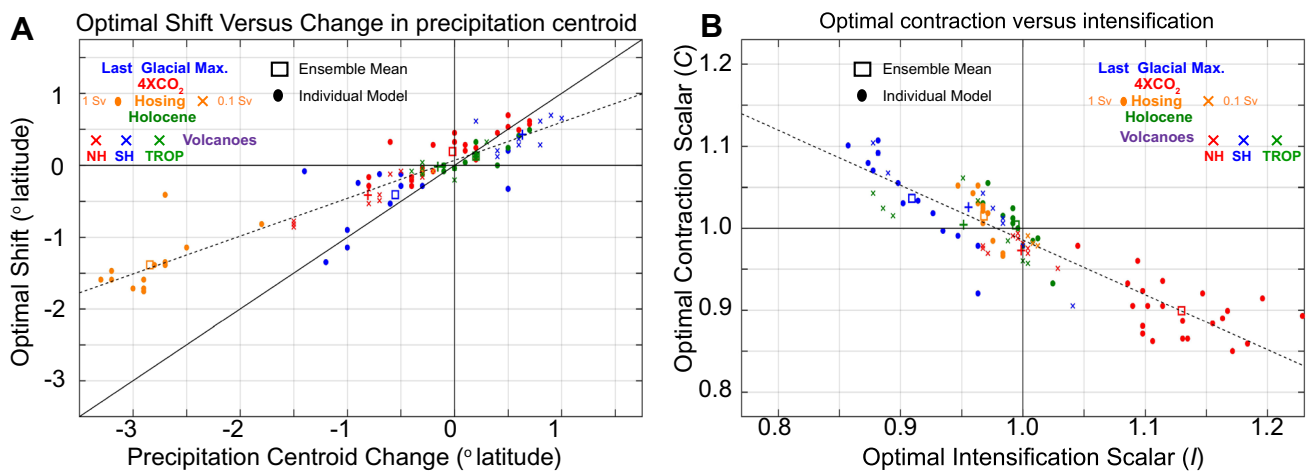 A
Optimal Shift Versus Change in precipitation centroid
Last Glacial Max.
4XCO2
1 Sv Hosing 0.1 Sv
Holocene
Volcanoes
NH SH TROP
Ensemble Mean
Individual Model
Optimal Shift (o latitude)
1
0
-1
-2
-3
-3 -2 -1 0 1
Precipitation Centroid Change (o latitude)
B
Optimal contraction versus intensification
Ensemble Mean
Individual Model
Last Glacial Max.
4XCO2
1 Sv Hosing 0.1 Sv
Holocene
Volcanoes
NH SH TROP
Optimal Contraction Scalar (C)
1.2
1.1
1.0
0.9
0.8
0.8 0.9 1.0 1.1 1.2
Optimal Intensification Scalar (I)